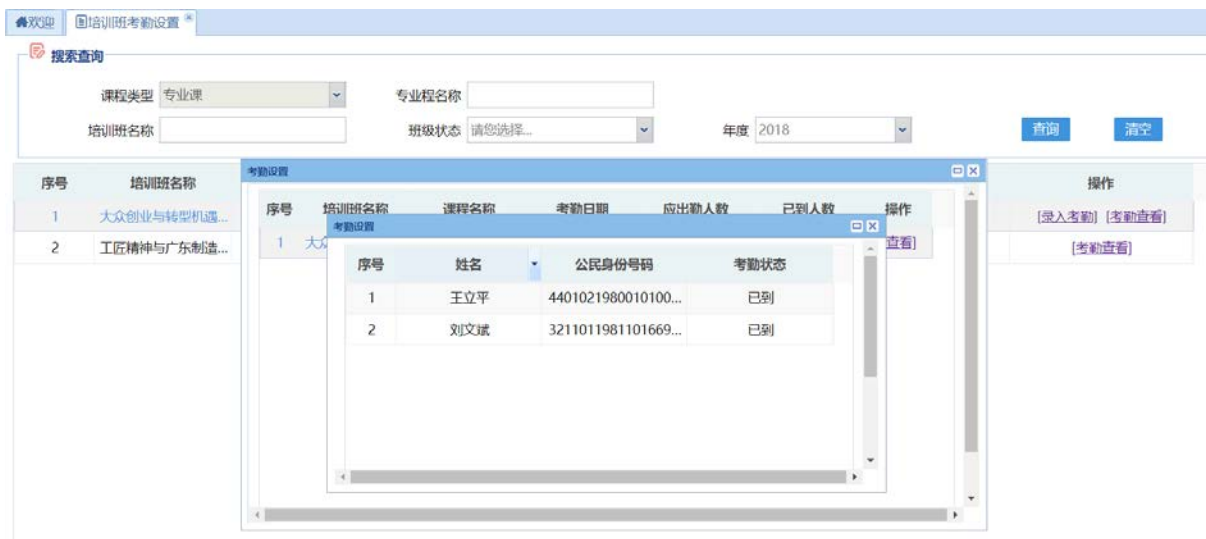 欢迎 培训班考勤设置
搜索查询
课程类型 专业课 专业程名称
培训班名称 班级状态 请您选择... 年度 2018 查询 清空
序号 培训班名称 操作
1 大众创业与转型机遇... [录入考勤] [考勤查看]
2 工匠精神与广东制造... [考勤查看]
考勤设置
序号 培训班名称 课程名称 考勤日期 应出勤人数 已到人数 操作
1 大众 查看]
考勤设置
序号 姓名 公民身份号码 考勤状态
1 王立平 4401021980010100... 已到
2 刘文斌 3211011981101669... 已到